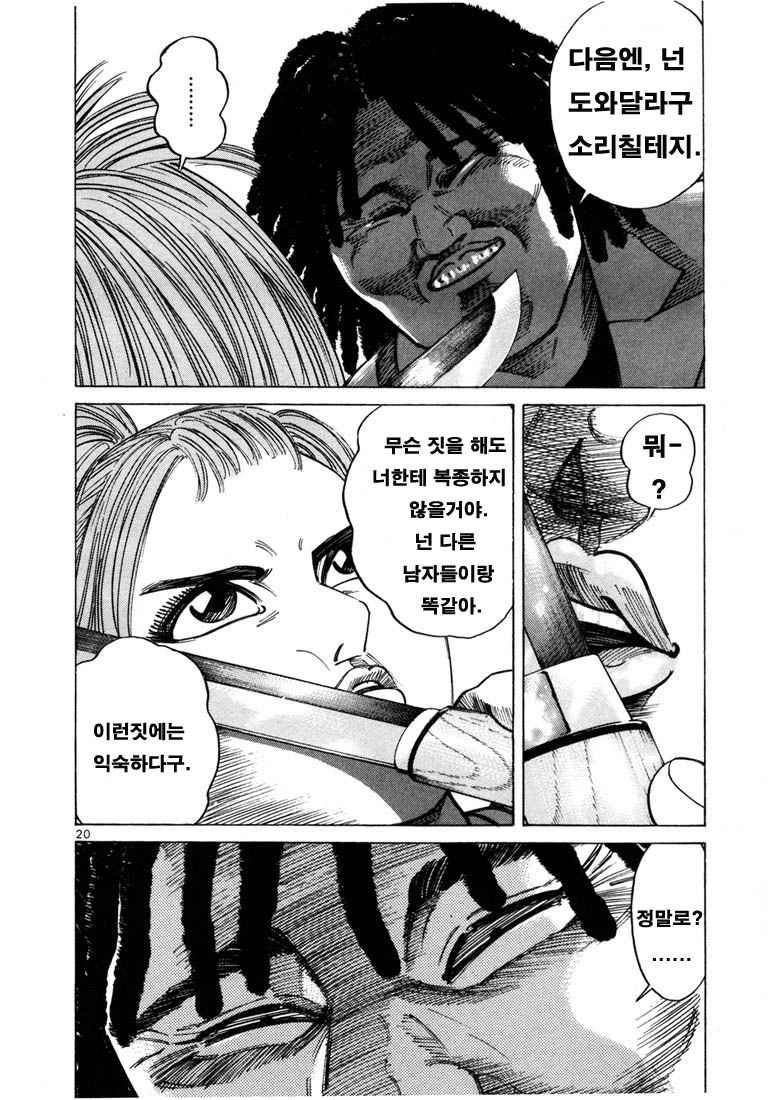 다음엔, 넌
도와달라구
소리칠테지.
………
뭐-
?
무슨 짓을 해도
너한테 복종하지
않을거야.
넌 다른
남자들이랑
똑같아.
이런짓에는
익숙하다구.
20
정말로?
……